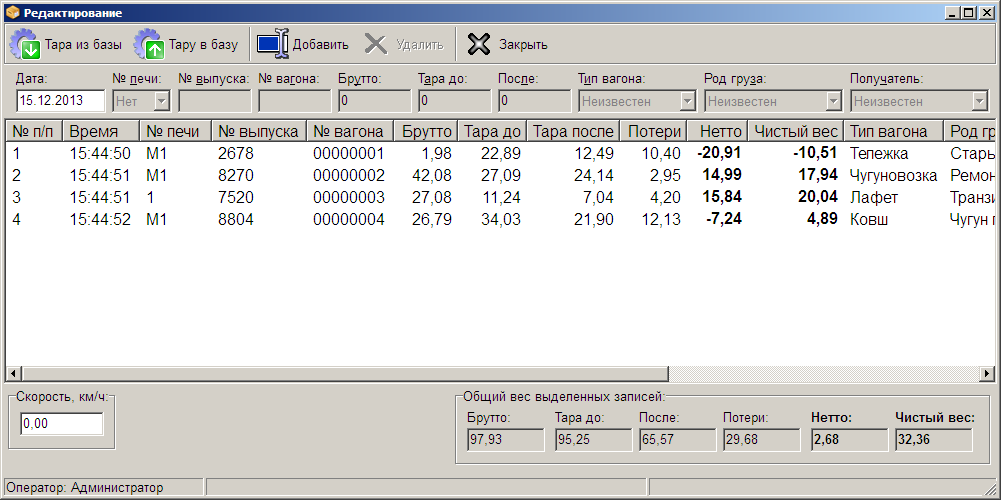 Редактирование
Тара из базы Тару в базу Добавить Удалить Закрыть
Дата: № печи: № выпуска: № вагона: Брутто: Тара до: После: Тип вагона: Род груза: Получатель:
15.12.2013 Нет 0 0 0 Неизвестен Неизвестен Неизвестен
№ п/п Время № печи № выпуска № вагона Брутто Тара до Тара после Потери Нетто Чистый вес Тип вагона Род гр
1 15:44:50 М1 2678 00000001 1,98 22,89 12,49 10,40 -20,91 -10,51 Тепежка Стары
2 15:44:51 М1 8270 00000002 42,08 27,09 24,14 2,95 14,99 17,94 Чугуновозка Ремон
3 15:44:51 1 7520 00000003 27,08 11,24 7,04 4,20 15,84 20,04 Лафет Транзи
4 15:44:52 М1 8804 00000004 26,79 34,03 21,90 12,13 -7,24 4,89 Ковш Чугун г
Скорость, км/ч:
0,00
Общий вес выделенных записей:
Брутто: Тара до: После: Потери: Нетто: Чистый вес:
97,93 95,25 65,57 29,68 2,68 32,36
Оператор: Администратор